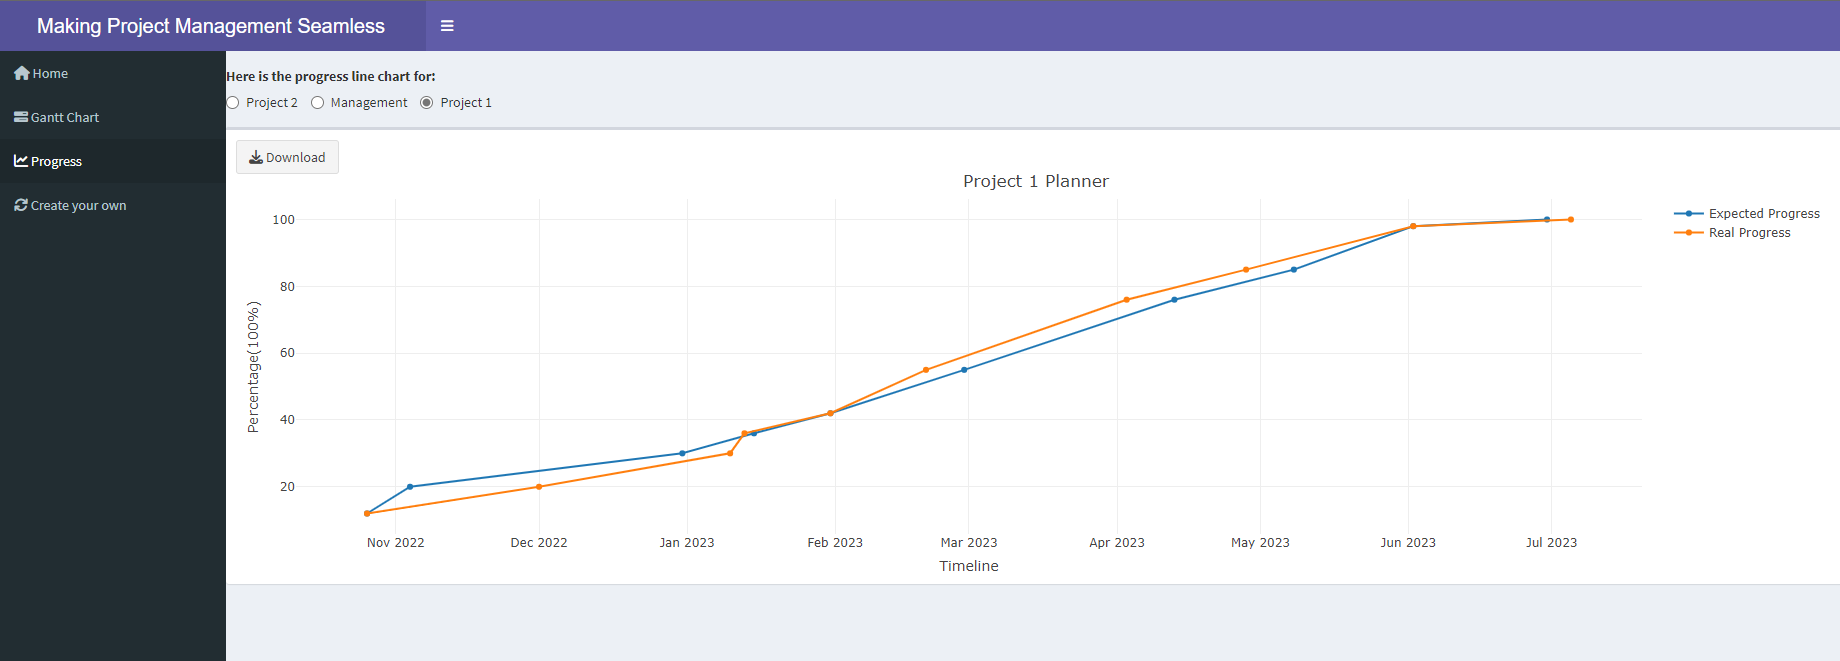 Making Project Management Seamless
Home
Gantt Chart
Progress
Create your own
Here is the progress line chart for:
Project 2 Management Project 1
Download
Project 1 Planner
Percentage(100%)
100
80
60
40
20
Nov 2022 Dec 2022 Jan 2023 Feb 2023 Mar 2023 Apr 2023 May 2023 Jun 2023 Jul 2023
Timeline
Expected Progress
Real Progress